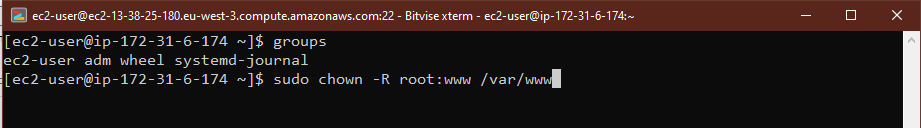 ec2-user@ec2-13-38-25-180.eu-west-3.compute.amazonaws.com:22 - Bitvise xterm - ec2-user@ip-172-31-6-174:~
[ec2-user@ip-172-31-6-174 ~]$ groups
ec2-user adm wheel systemd-journal
[ec2-user@ip-172-31-6-174 ~]$ sudo chown -R root:www /var/www